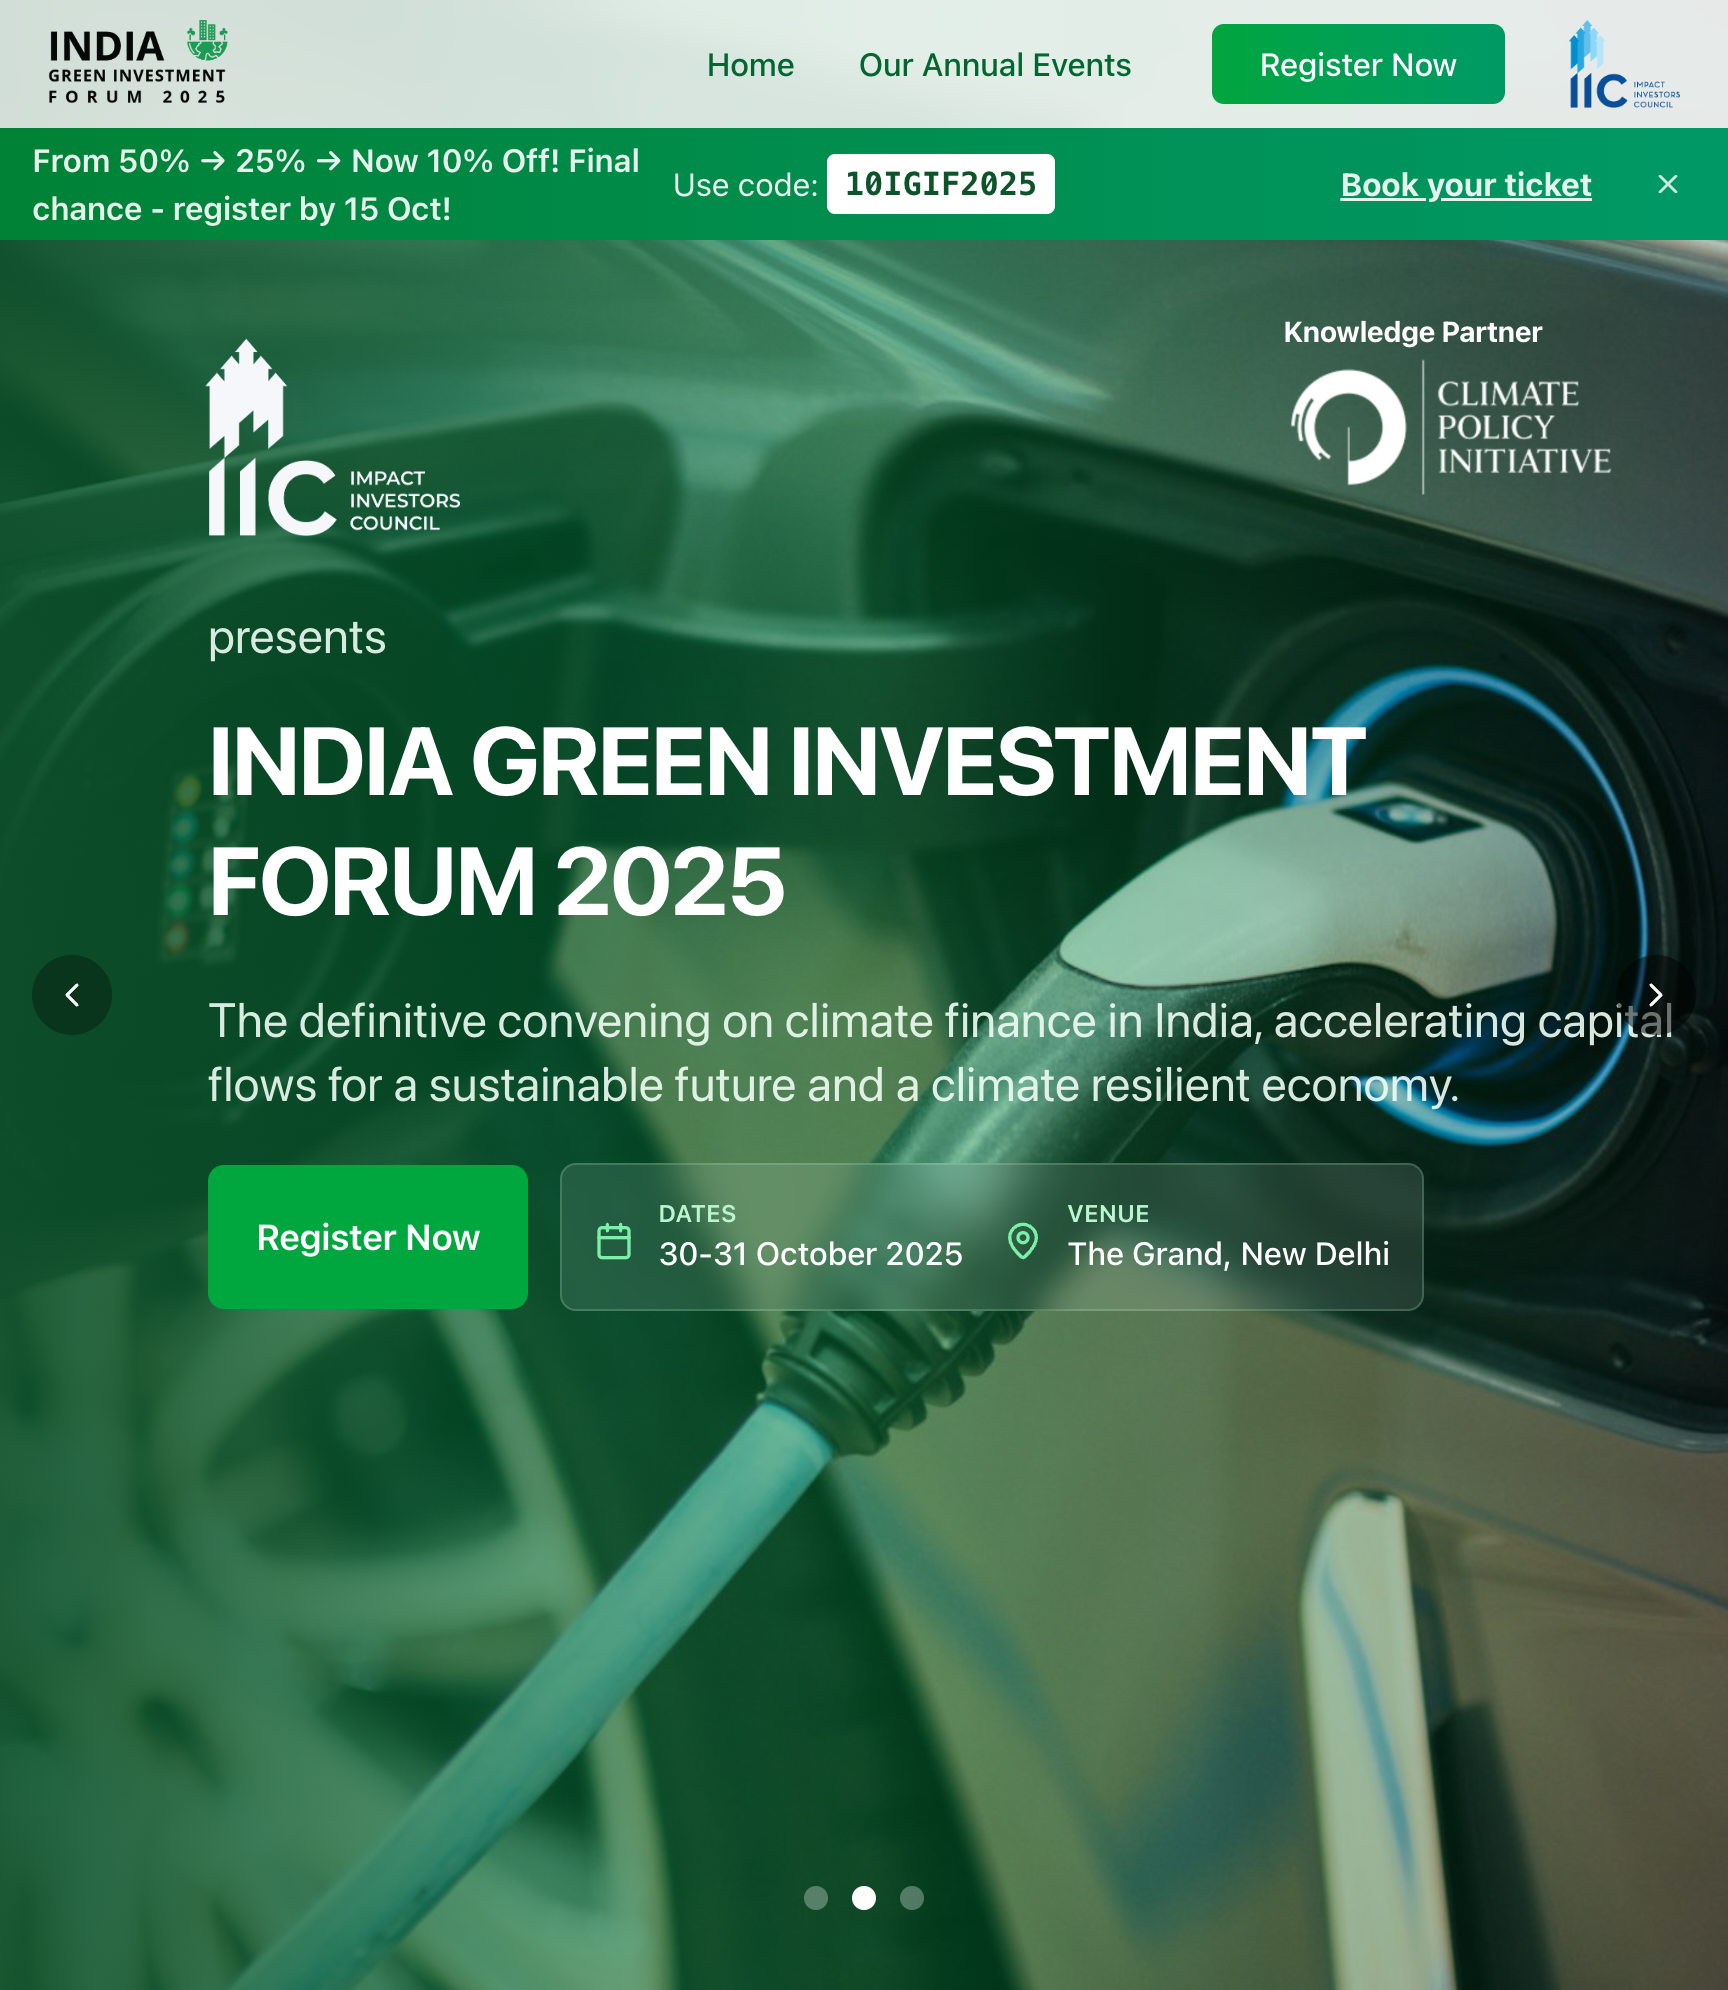 INDIA
GREEN INVESTMENT
FORUM 2025
Home
Our Annual Events
Register Now
IIC
IMPACT
INVESTORS
COUNCIL
From 50% → 25% → Now 10% Off! Final
chance - register by 15 Oct!
Use code: 10IGIF2025
Book your ticket
Knowledge Partner
CLIMATE
POLICY
INITIATIVE
IIC
IMPACT
INVESTORS
COUNCIL
presents
INDIA GREEN INVESTMENT
FORUM 2025
The definitive convening on climate finance in India, accelerating capital
flows for a sustainable future and a climate resilient economy.
Register Now
DATES
30-31 October 2025
VENUE
The Grand, New Delhi